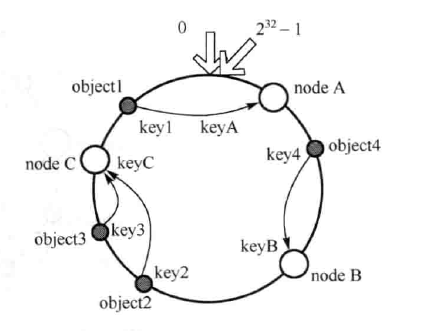 0
2^32 − 1
object1
node A
key1
keyA
key4
object4
node C
keyC
key3
object3
keyB
key2
node B
object2